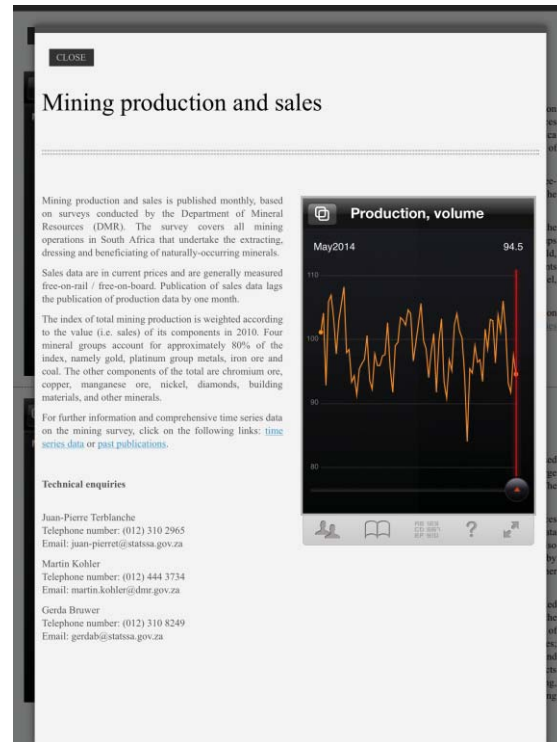 CLOSE
Mining production and sales
Mining production and sales is published monthly, based
on surveys conducted by the Department of Mineral
Resources (DMR). The survey covers all mining
operations in South Africa that undertake the extracting,
dressing and beneficiating of naturally-occurring minerals.
Sales data are in current prices and are generally measured
free-on-rail / free-on-board. Publication of sales data lags
the publication of production data by one month.
The index of total mining production is weighted according
to the value (i.e. sales) of its components in 2010. Four
mineral groups account for approximately 80% of the
index, namely gold, platinum group metals, iron ore and
coal. The other components of the total are chromium ore,
copper, manganese ore, nickel, diamonds, building
materials, and other minerals.
For further information and comprehensive time series data
on the mining survey, click on the following links: time
series data or past publications.
Technical enquiries
Juan-Pierre Terblanche
Telephone number: (012) 310 2965
Email: juan-pierret@statssa.gov.za
Martin Kohler
Telephone number: (012) 444 3734
Email: martin.kohler@dmr.gov.za
Gerda Bruwer
Telephone number: (012) 310 8249
Email: gerdab@statssa.gov.za
Production, volume
May2014 94.5
110
100
90
80
?